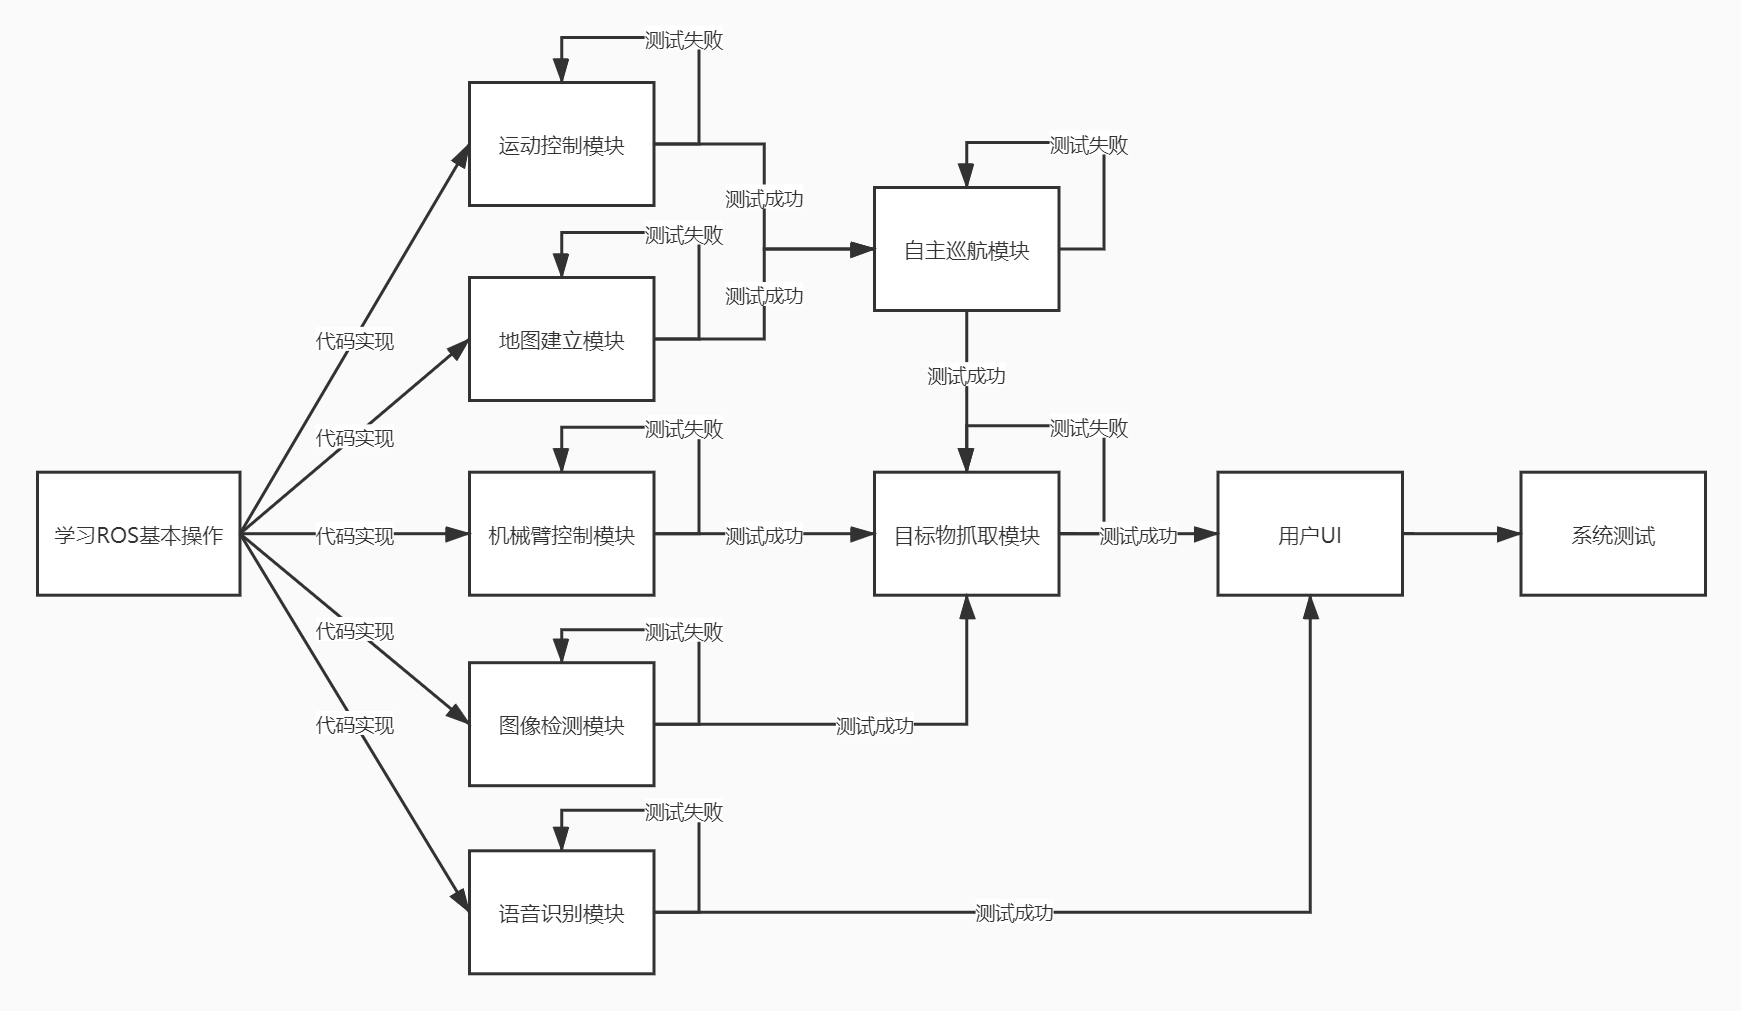 测试失败
运动控制模块
测试失败
测试成功
测试失败
自主巡航模块
测试成功
代码实现
地图建立模块
测试成功
代码实现
测试失败
测试失败
学习ROS基本操作
代码实现
机械臂控制模块
测试成功
目标物抓取模块
测试成功
用户UI
系统测试
代码实现
测试失败
代码实现
图像检测模块
测试成功
测试失败
语音识别模块
测试成功